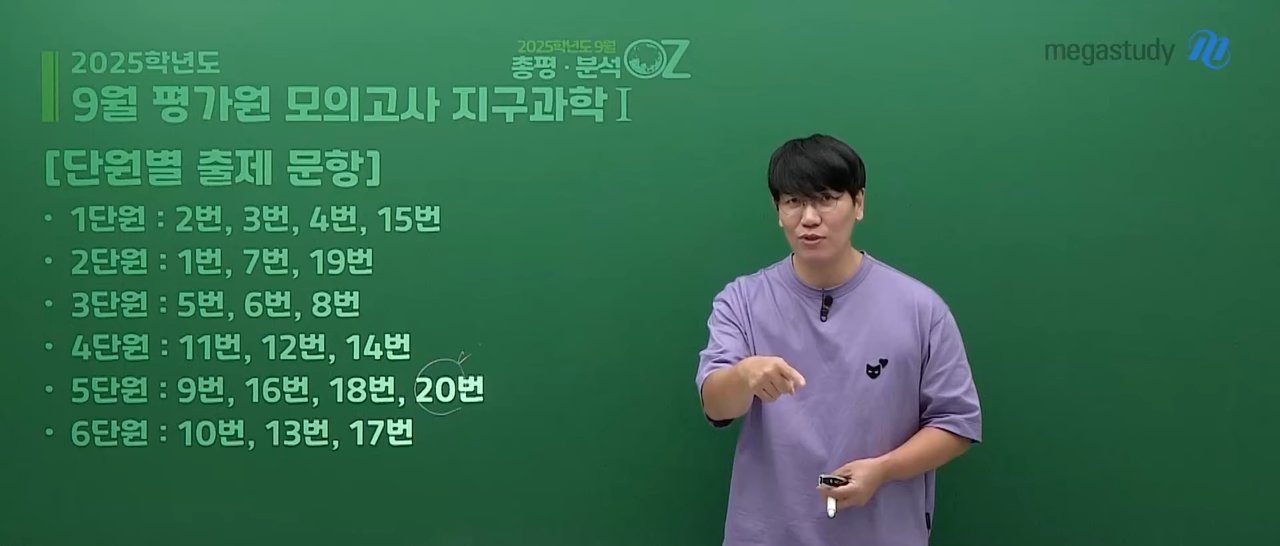 2025학년도
9월 평가원 모의고사 지구과학 I
2025학년도 9월
총평·분석 OZ
megastudy
[단원별 출제 문항]
• 1단원 : 2번, 3번, 4번, 15번
• 2단원 : 1번, 7번, 19번
• 3단원 : 5번, 6번, 8번
• 4단원 : 11번, 12번, 14번
• 5단원 : 9번, 16번, 18번, 20번
• 6단원 : 10번, 13번, 17번